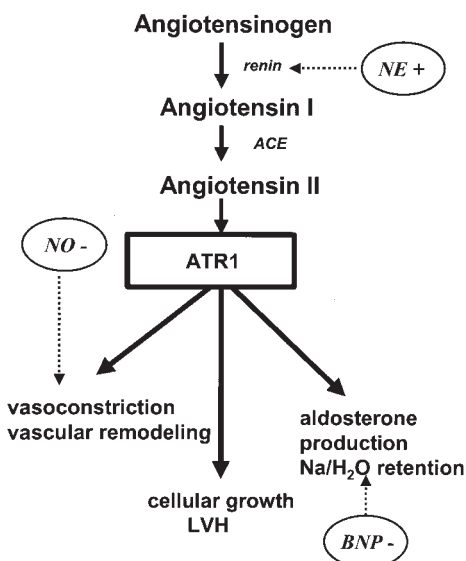 Angiotensinogen
renin
NE +
Angiotensin I
ACE
Angiotensin II
NO -
ATR1
vasoconstriction
vascular remodeling
aldosterone
production
Na/H₂O retention
cellular growth
LVH
BNP -